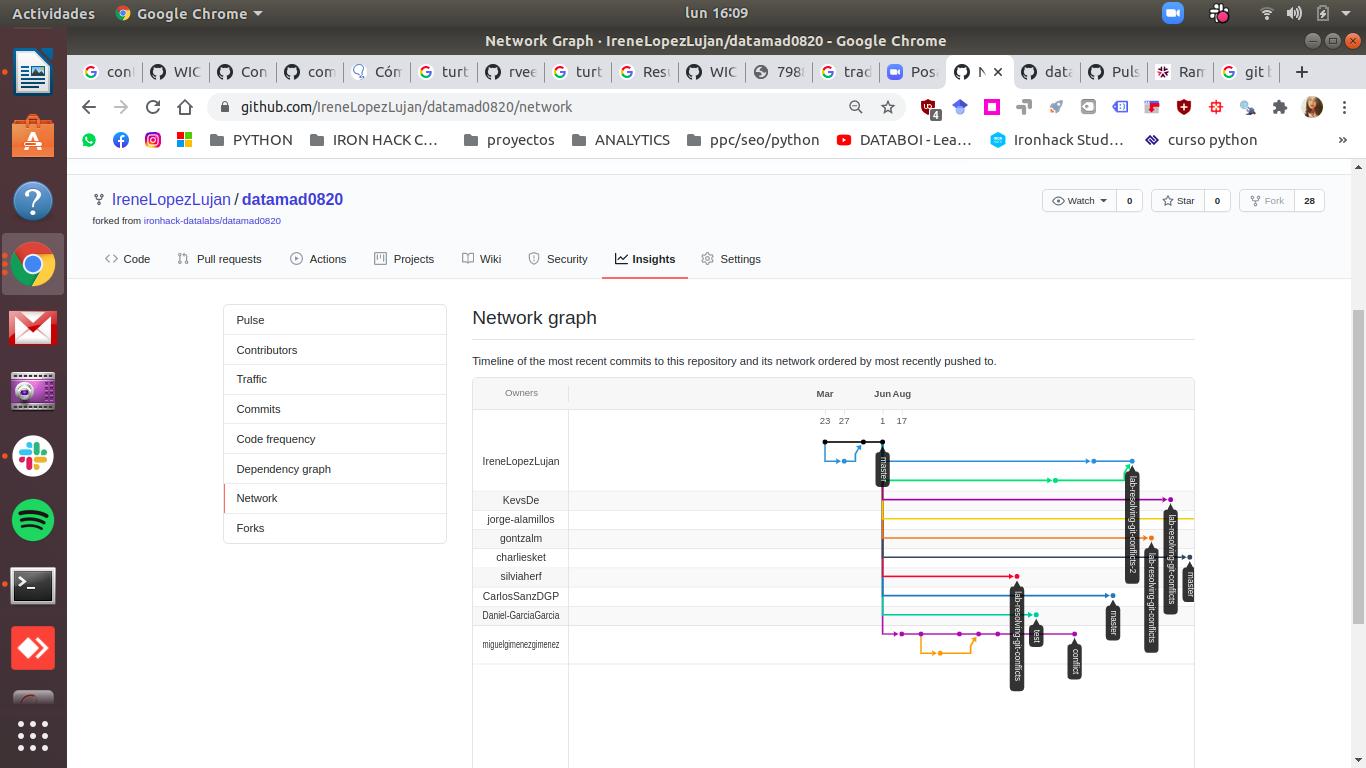 Actividades
Google Chrome
lun 16:09
Network Graph · IreneLopezLujan/datamad0820 - Google Chrome
con
WIC
Con
com
Cóm
turt
rvee
turt
Resu
WIC
7988
trad
Posa
N
data
Puls
Ram
git b
github.com/IreneLopezLujan/datamad0820/network
4
PYTHON
IRON HACK C...
proyectos
ANALYTICS
ppc/seo/python
DATABOI - Lea...
Ironhack Stud...
curso python
»
IreneLopezLujan / datamad0820
forked from ironhack-datalabs/datamad0820
Watch 0
Star 0
Fork 28
Code
Pull requests
Actions
Projects
Wiki
Security
Insights
Settings
Pulse
Contributors
Traffic
Commits
Code frequency
Dependency graph
Network
Forks
Network graph
Timeline of the most recent commits to this repository and its network ordered by most recently pushed to.
Owners
Mar
Jun
Aug
23
27
1
17
IreneLopezLujan
KevsDe
jorge-alamillos
gontzalm
charliesket
silviaherf
CarlosSanzDGP
Daniel-GarciaGarcia
miguelgimenezgimenez
master
lab-resolving-git-conflicts-2
lab-resolving-git-conflicts
lab-resolving-git-conflicts
master
lab-resolving-git-conflicts
master
test
conflict